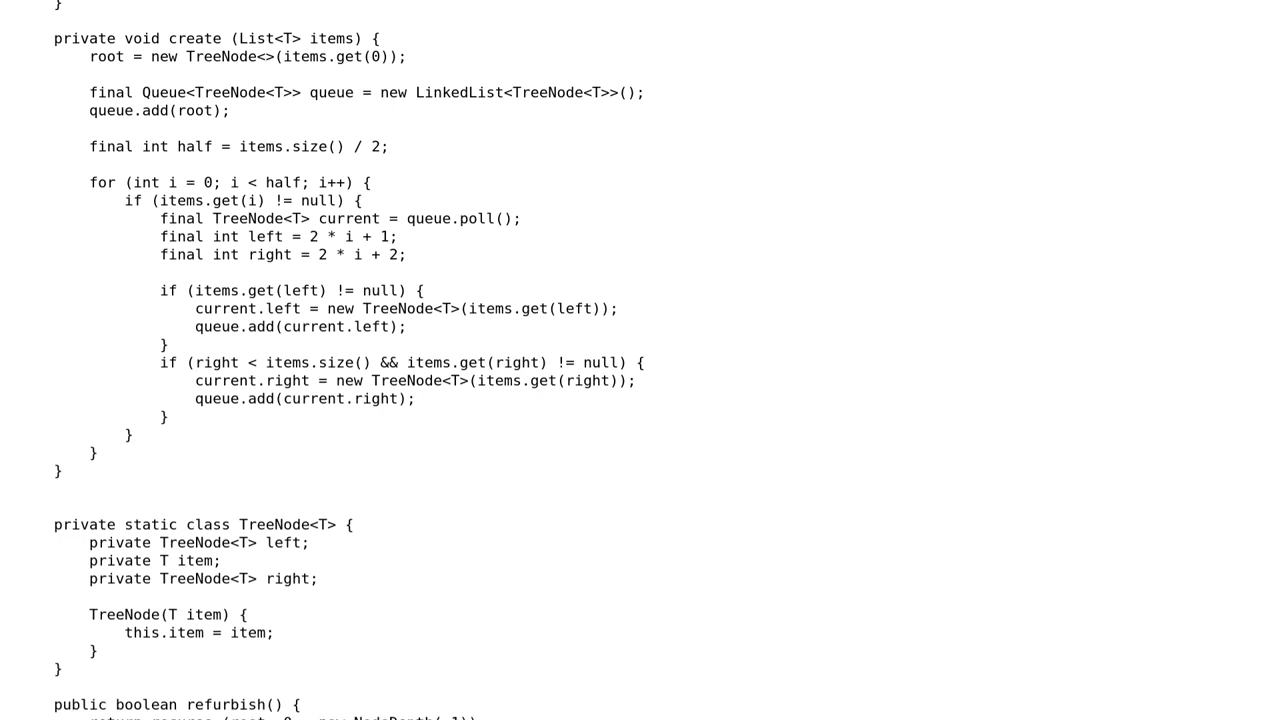 }
private void create (List<T> items) {
root = new TreeNode<>(items.get(0));
final Queue<TreeNode<T>> queue = new LinkedList<TreeNode<T>>();
queue.add(root);
final int half = items.size() / 2;
for (int i = 0; i < half; i++) {
if (items.get(i) != null) {
final TreeNode<T> current = queue.poll();
final int left = 2 * i + 1;
final int right = 2 * i + 2;
if (items.get(left) != null) {
current.left = new TreeNode<T>(items.get(left));
queue.add(current.left);
}
if (right < items.size() && items.get(right) != null) {
current.right = new TreeNode<T>(items.get(right));
queue.add(current.right);
}
}
}
}
private static class TreeNode<T> {
private TreeNode<T> left;
private T item;
private TreeNode<T> right;
TreeNode(T item) {
this.item = item;
}
}
public boolean refurbish() {